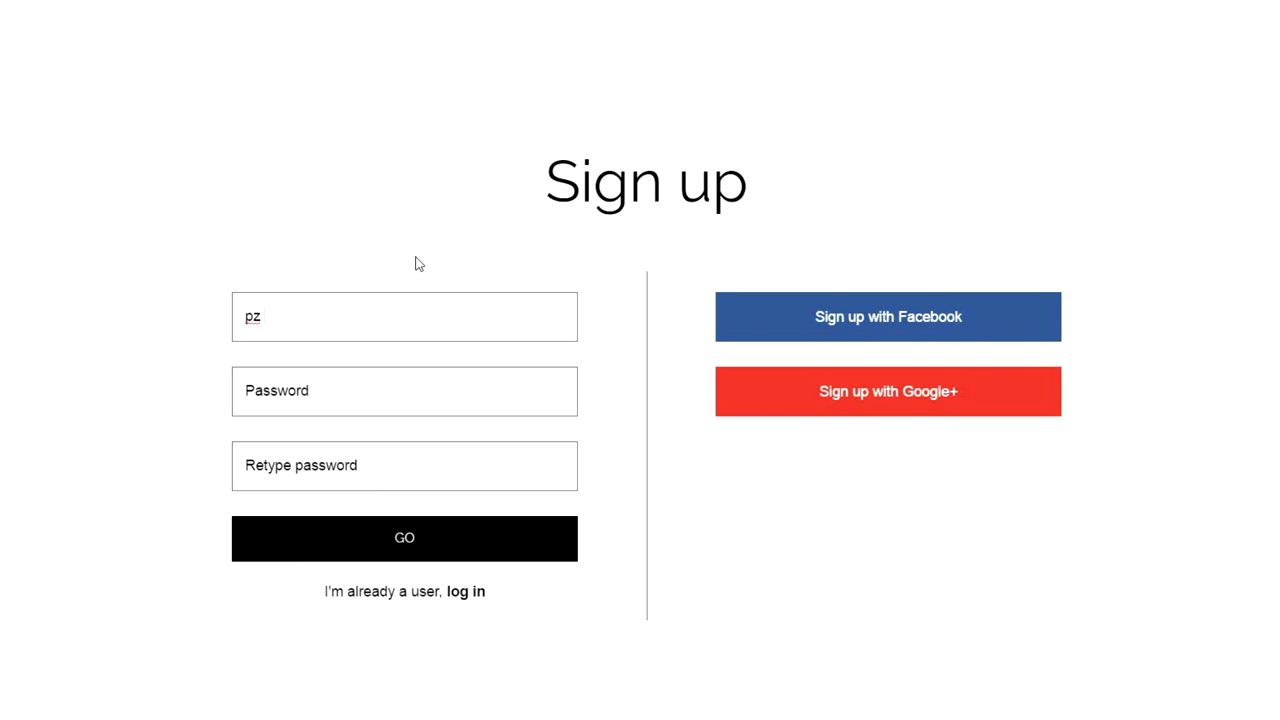 Sign up
pz
Password
Retype password
GO
I'm already a user, log in
Sign up with Facebook
Sign up with Google+